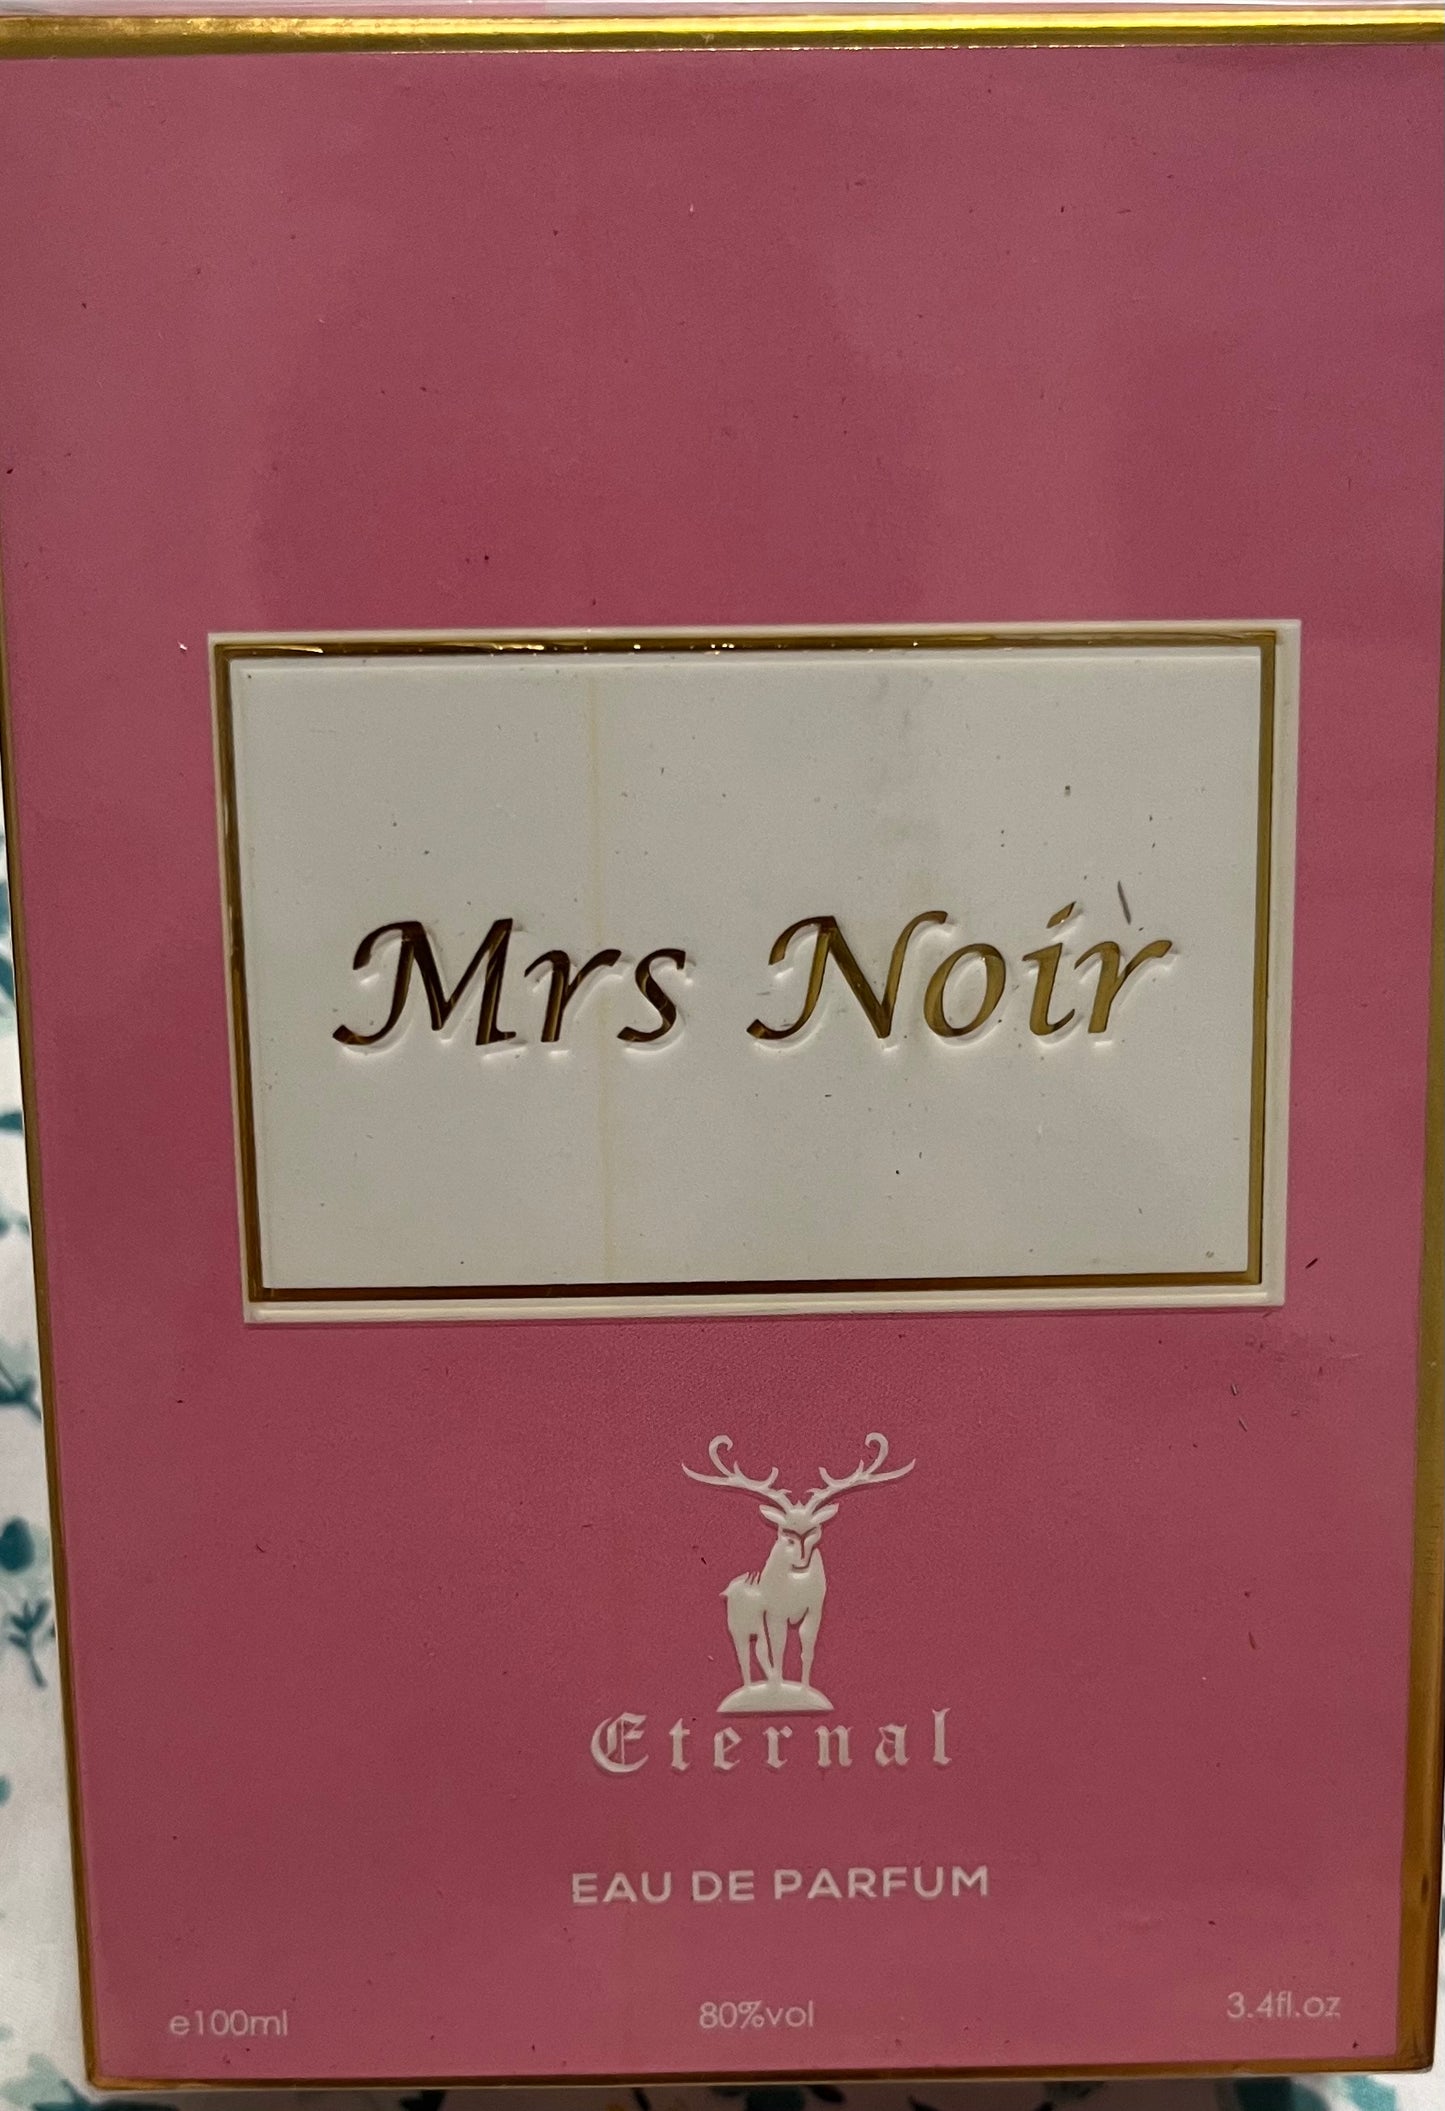 Mrs Noir
Eternal
EAU DE PARFUM
e100ml 80%vol 3.4fl.oz